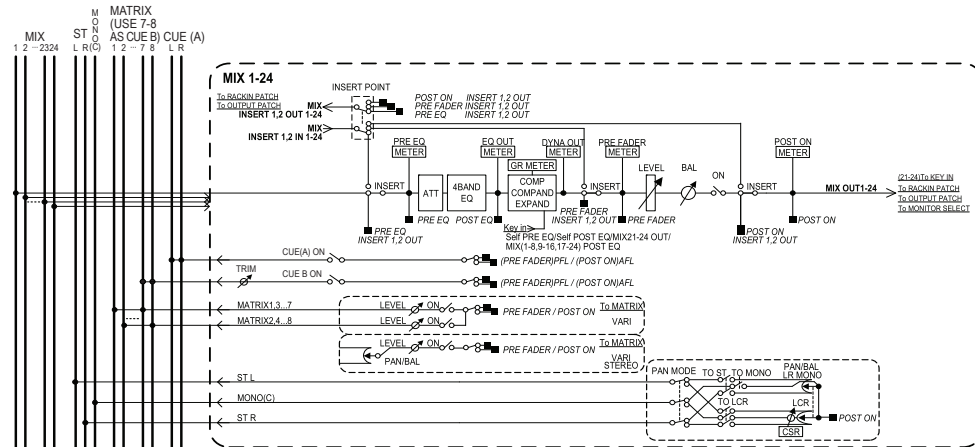 MATRIX
(USE 7-8
AS CUE B)
MIX
ST
MONO(C)
CUE (A)
1 2 ··· 2324
L R
1 2 ··· 7 8
L R
MIX 1-24
INSERT POINT
To RACKIN PATCH
To OUTPUT PATCH
MIX
INSERT 1,2 OUT 1-24
POST ON INSERT 1,2 OUT
PRE FADER INSERT 1,2 OUT
PRE EQ INSERT 1,2 OUT
MIX
INSERT 1,2 IN 1-24
PRE EQ
METER
EQ OUT
METER
DYNA OUT
METER
PRE FADER
METER
POST ON
METER
GR METER
LEVEL
BAL
ON
INSERT
ATT
4BAND
EQ
COMP
COMPAND
EXPAND
INSERT
INSERT
MIX OUT1-24
(21-24)To KEY IN
To RACKIN PATCH
To OUTPUT PATCH
To MONITOR SELECT
PRE EQ
POST EQ
PRE FADER
INSERT 1,2 OUT
PRE FADER
POST ON
PRE EQ
INSERT 1,2 OUT
POST ON
INSERT 1,2 OUT
Key in
Self PRE EQ/Self POST EQ/MIX21-24 OUT/
MIX(1-8,9-16,17-24) POST EQ
CUE(A) ON
(PRE FADER)PFL / (POST ON)AFL
TRIM
CUE B ON
(PRE FADER)PFL / (POST ON)AFL
MATRIX1,3...7
LEVEL
ON
PRE FADER / POST ON
To MATRIX
VARI
MATRIX2,4...8
LEVEL
ON
LEVEL
ON
PAN/BAL
PRE FADER / POST ON
To MATRIX
VARI
STEREO
ST L
MONO(C)
ST R
PAN MODE
TO ST
TO MONO
PAN/BAL
LR MONO
TO LCR
LCR
CSR
POST ON